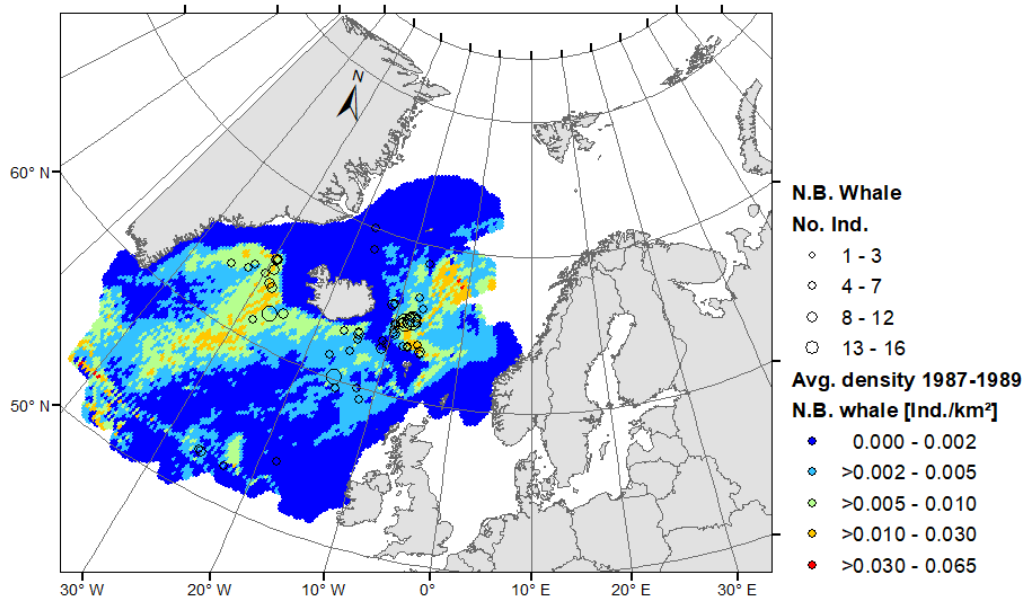 N
60° N
50° N
30° W
20° W
10° W
0°
10° E
20° E
30° E
N.B. Whale
No. Ind.
1 - 3
4 - 7
8 - 12
13 - 16
Avg. density 1987-1989
N.B. whale [Ind./km²]
0.000 - 0.002
>0.002 - 0.005
>0.005 - 0.010
>0.010 - 0.030
>0.030 - 0.065